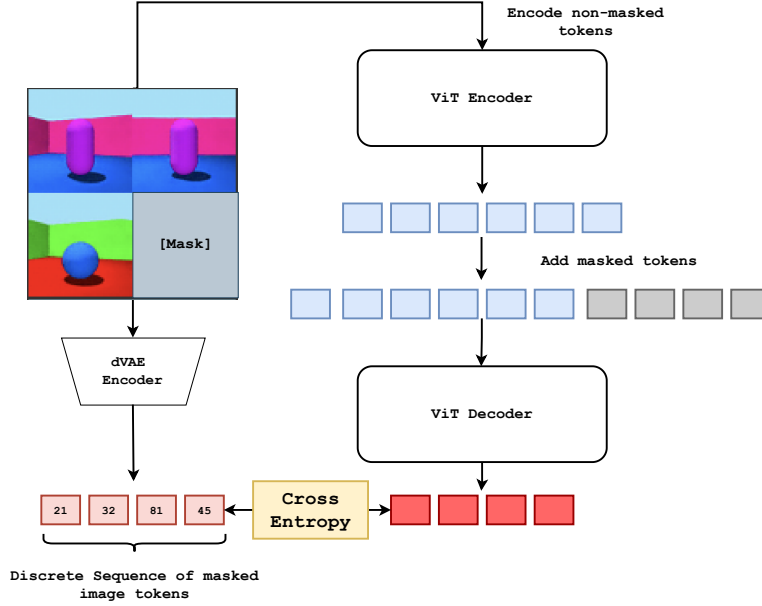 Encode non-masked
tokens
ViT Encoder
[Mask]
Add masked tokens
dVAE
Encoder
ViT Decoder
21 32 81 45
Cross
Entropy
Discrete Sequence of masked
image tokens